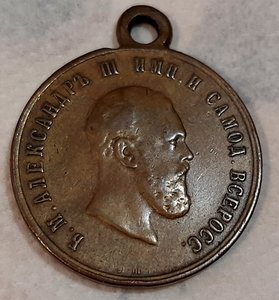 Б. М. АЛЕКСАНДРЪ III ИМП. И САМОД. ВСЕРОСС.